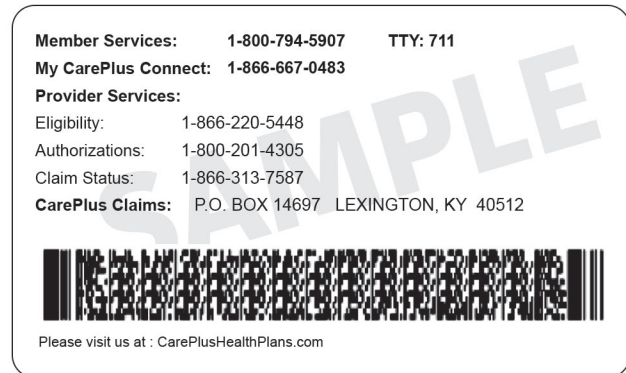 Member Services: 1-800-794-5907 TTY: 711
My CarePlus Connect: 1-866-667-0483
Provider Services:
Eligibility: 1-866-220-5448
Authorizations: 1-800-201-4305
Claim Status: 1-866-313-7587
CarePlus Claims: P.O. BOX 14697 LEXINGTON, KY 40512
SAMPLE
Please visit us at : CarePlusHealthPlans.com